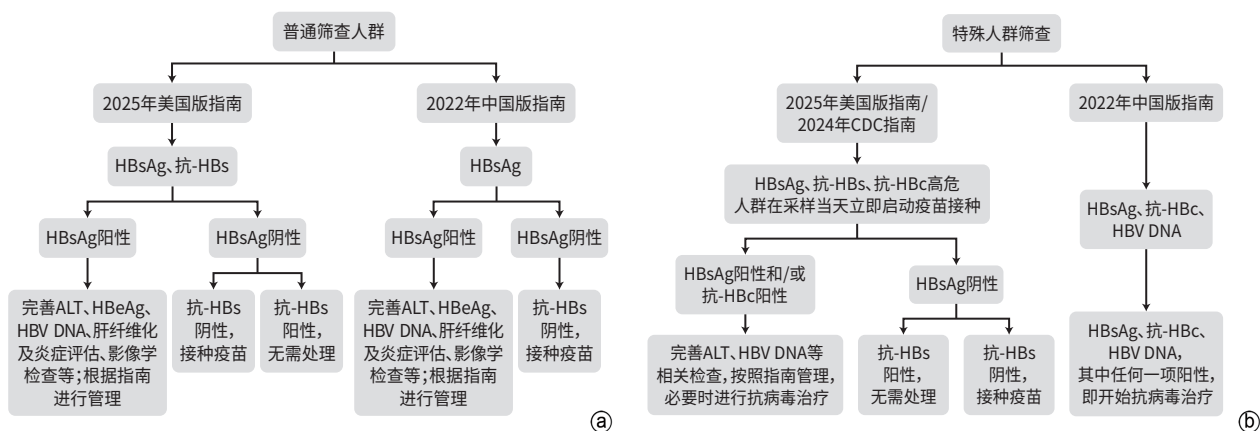 普通筛查人群
2025年美国版指南
2022年中国版指南
HBsAg、抗-HBs
HBsAg
HBsAg阳性
HBsAg阴性
HBsAg阳性
HBsAg阴性
完善ALT、HBeAg、
HBV DNA、肝纤维化
及炎症评估、影像学
检查等；根据指南
进行管理
抗-HBs
阴性，
接种疫苗
抗-HBs
阳性，
无需处理
完善ALT、HBeAg、
HBV DNA、肝纤维化
及炎症评估、影像学
检查等；根据指南
进行管理
抗-HBs
阴性，
接种疫苗
ⓐ
特殊人群筛查
2025年美国版指南/
2024年CDC指南
2022年中国版指南
HBsAg、抗-HBs、抗-HBc高危
人群在采样当天立即启动疫苗接种
HBsAg、抗-HBc、
HBV DNA
HBsAg阳性和/或
抗-HBc阳性
HBsAg阴性
完善ALT、HBV DNA等
相关检查，按照指南管理，
必要时进行抗病毒治疗
抗-HBs
阳性，
无需处理
抗-HBs
阴性，
接种疫苗
HBsAg、抗-HBc、
HBV DNA，
其中任何一项阳性，
即开始抗病毒治疗
ⓑ